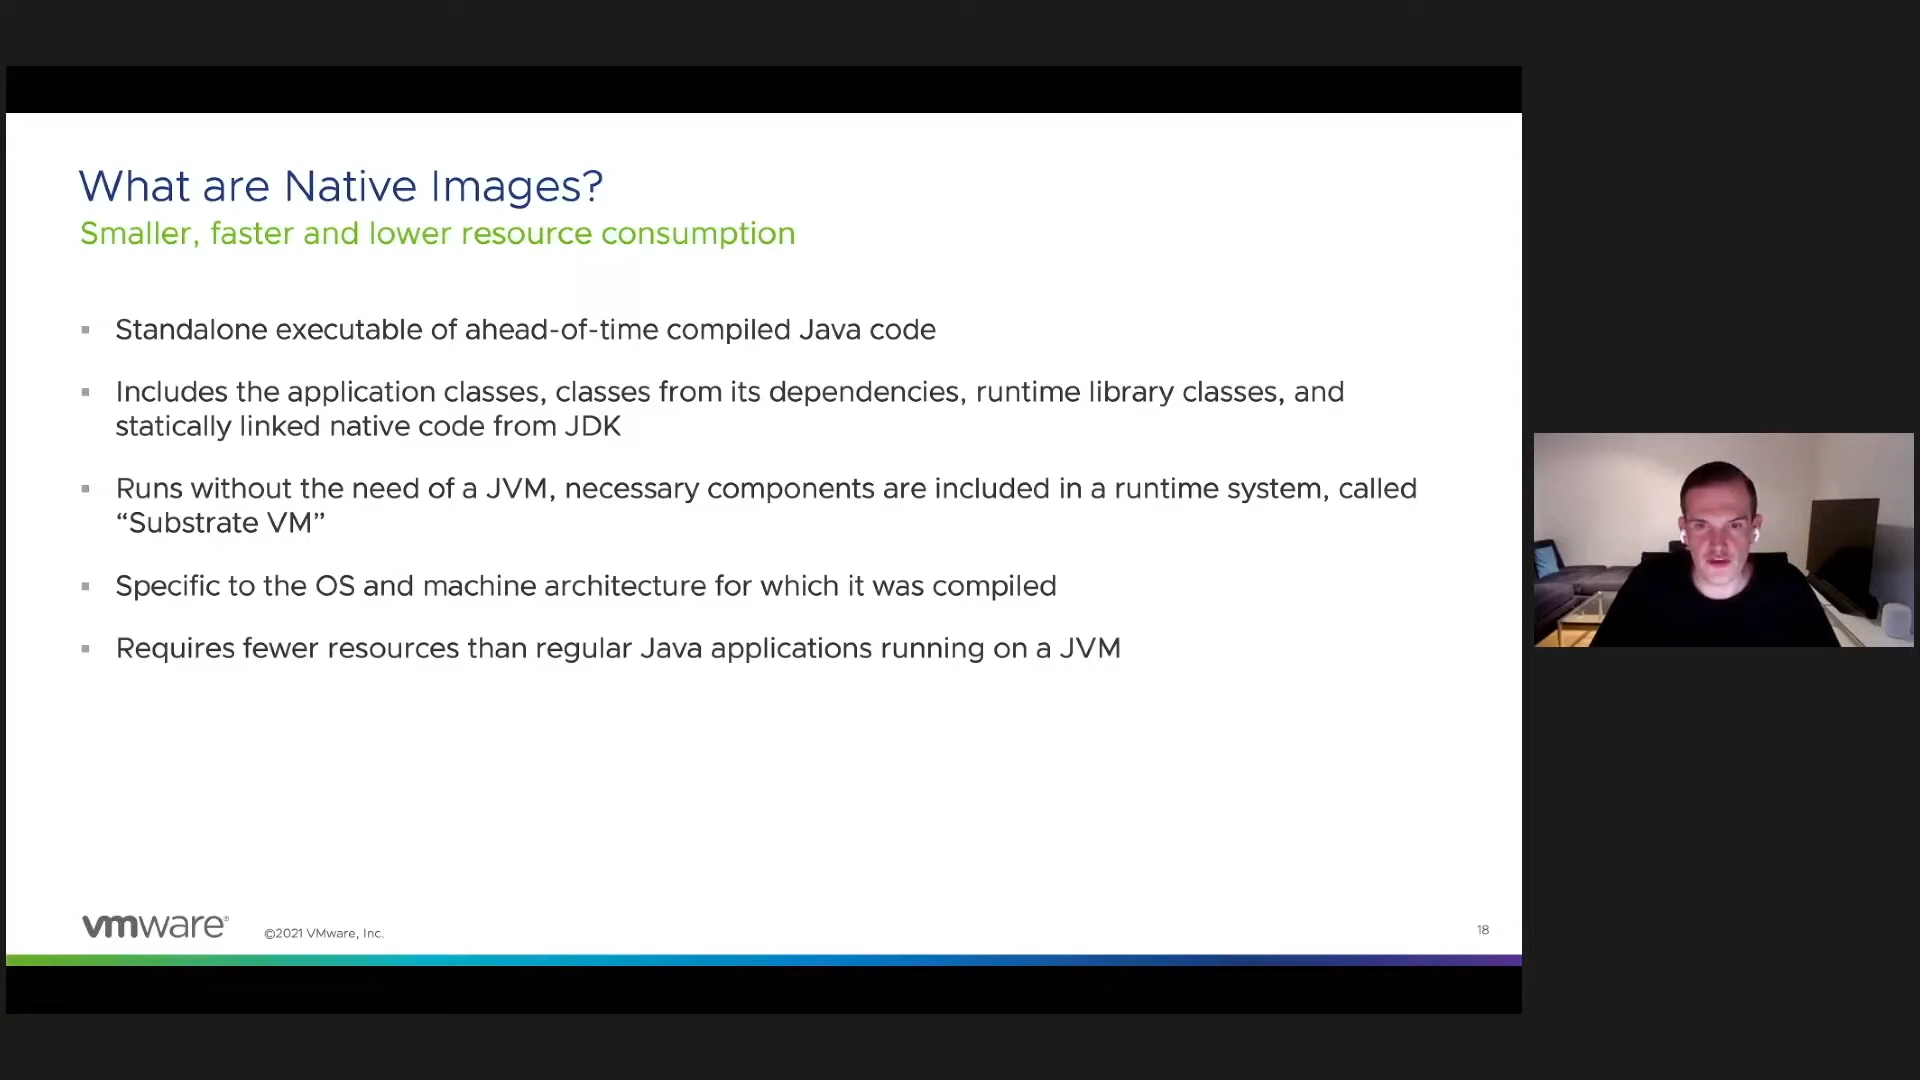 What are Native Images?
Smaller, faster and lower resource consumption
▪ Standalone executable of ahead-of-time compiled Java code
▪ Includes the application classes, classes from its dependencies, runtime library classes, and
statically linked native code from JDK
▪ Runs without the need of a JVM, necessary components are included in a runtime system, called
“Substrate VM”
▪ Specific to the OS and machine architecture for which it was compiled
▪ Requires fewer resources than regular Java applications running on a JVM
vmware®
©2021 VMware, Inc.
18